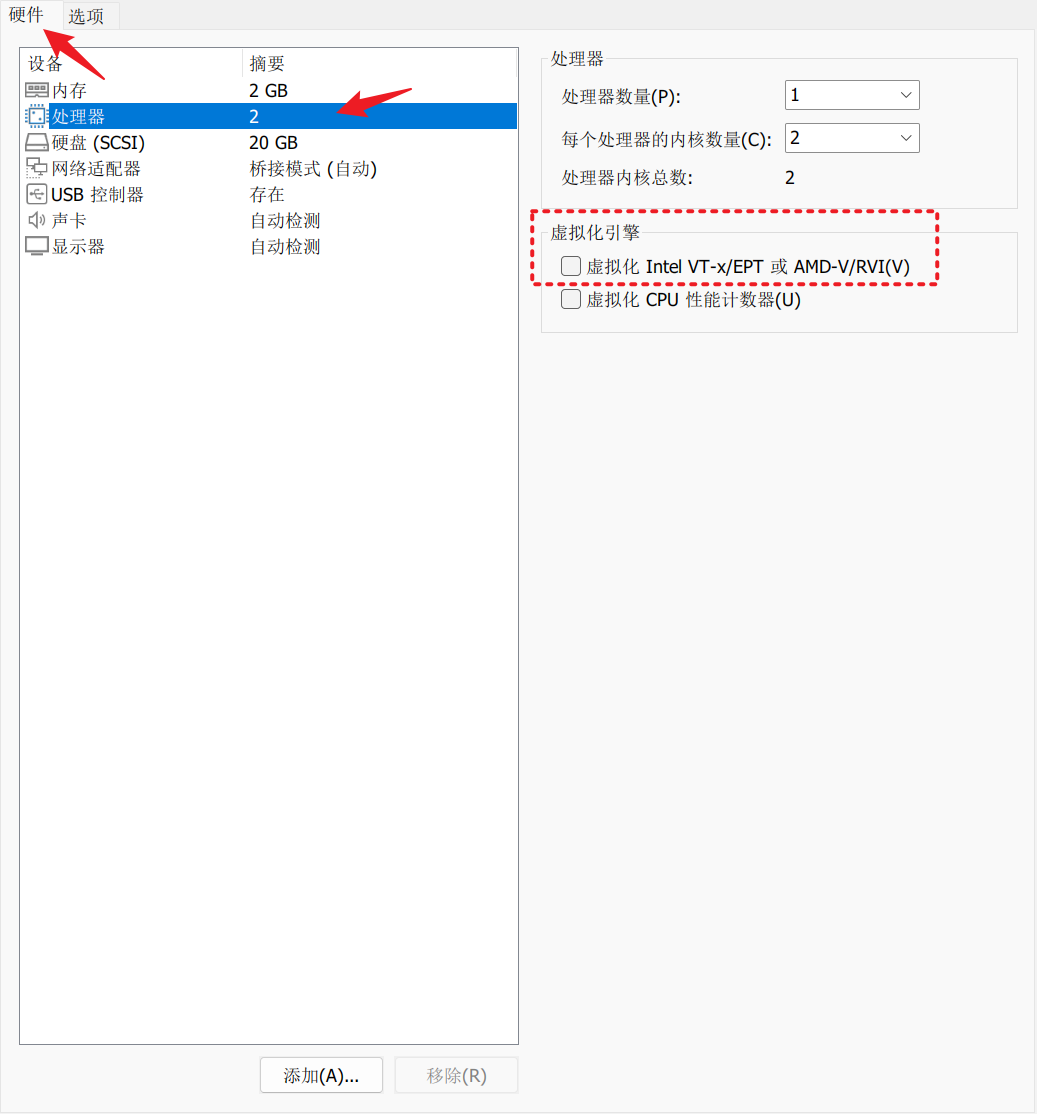 硬件 选项
设备 摘要
内存 2 GB
处理器 2
硬盘 (SCSI) 20 GB
网络适配器 桥接模式 (自动)
USB 控制器 存在
声卡 自动检测
显示器 自动检测
添加(A)... 移除(R)
处理器
处理器数量(P): 1
每个处理器的内核数量(C): 2
处理器内核总数: 2
虚拟化引擎
虚拟化 Intel VT-x/EPT 或 AMD-V/RVI(V)
虚拟化 CPU 性能计数器(U)